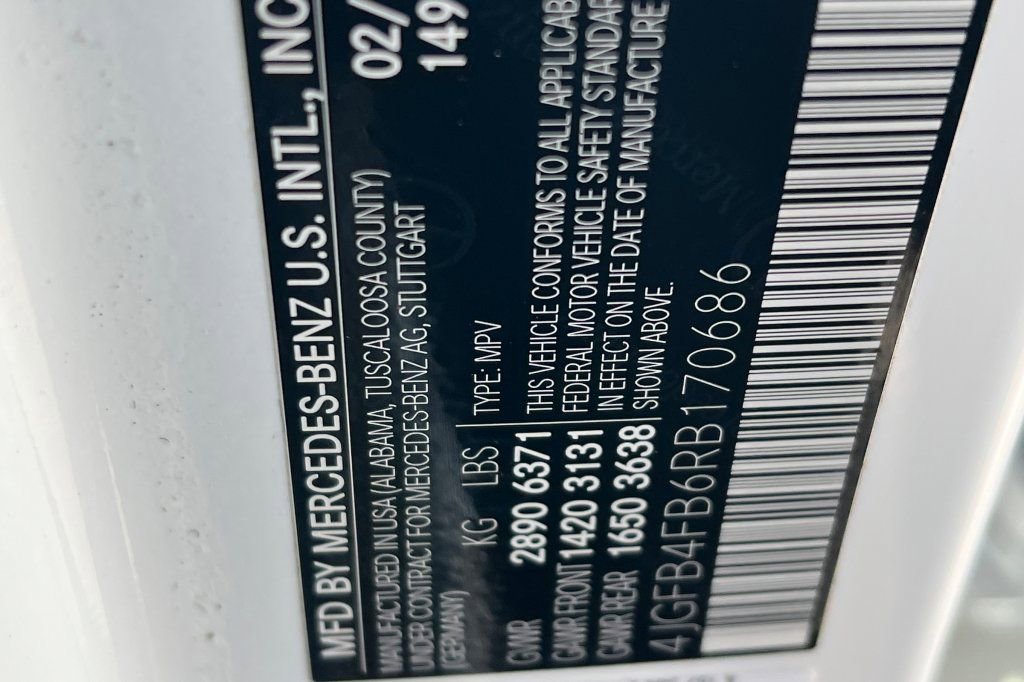 MFD BY MERCEDES-BENZ U.S. INTL., INC
02/
149
MANUFACTURED IN USA (ALABAMA, TUSCALOOSA COUNTY)
UNDER CONTRACT FOR MERCEDES-BENZ AG, STUTTGART
(GERMANY)
KG LBS TYPE: MPV
GVWR 2890 6371 THIS VEHICLE CONFORMS TO ALL APPLICAB
GAWR FRONT 1420 3131 FEDERAL MOTOR VEHICLE SAFETY STANDAR
GAWR REAR 1650 3638 IN EFFECT ON THE DATE OF MANUFACTURE
SHOWN ABOVE.
4JGFB4FB6RB170686